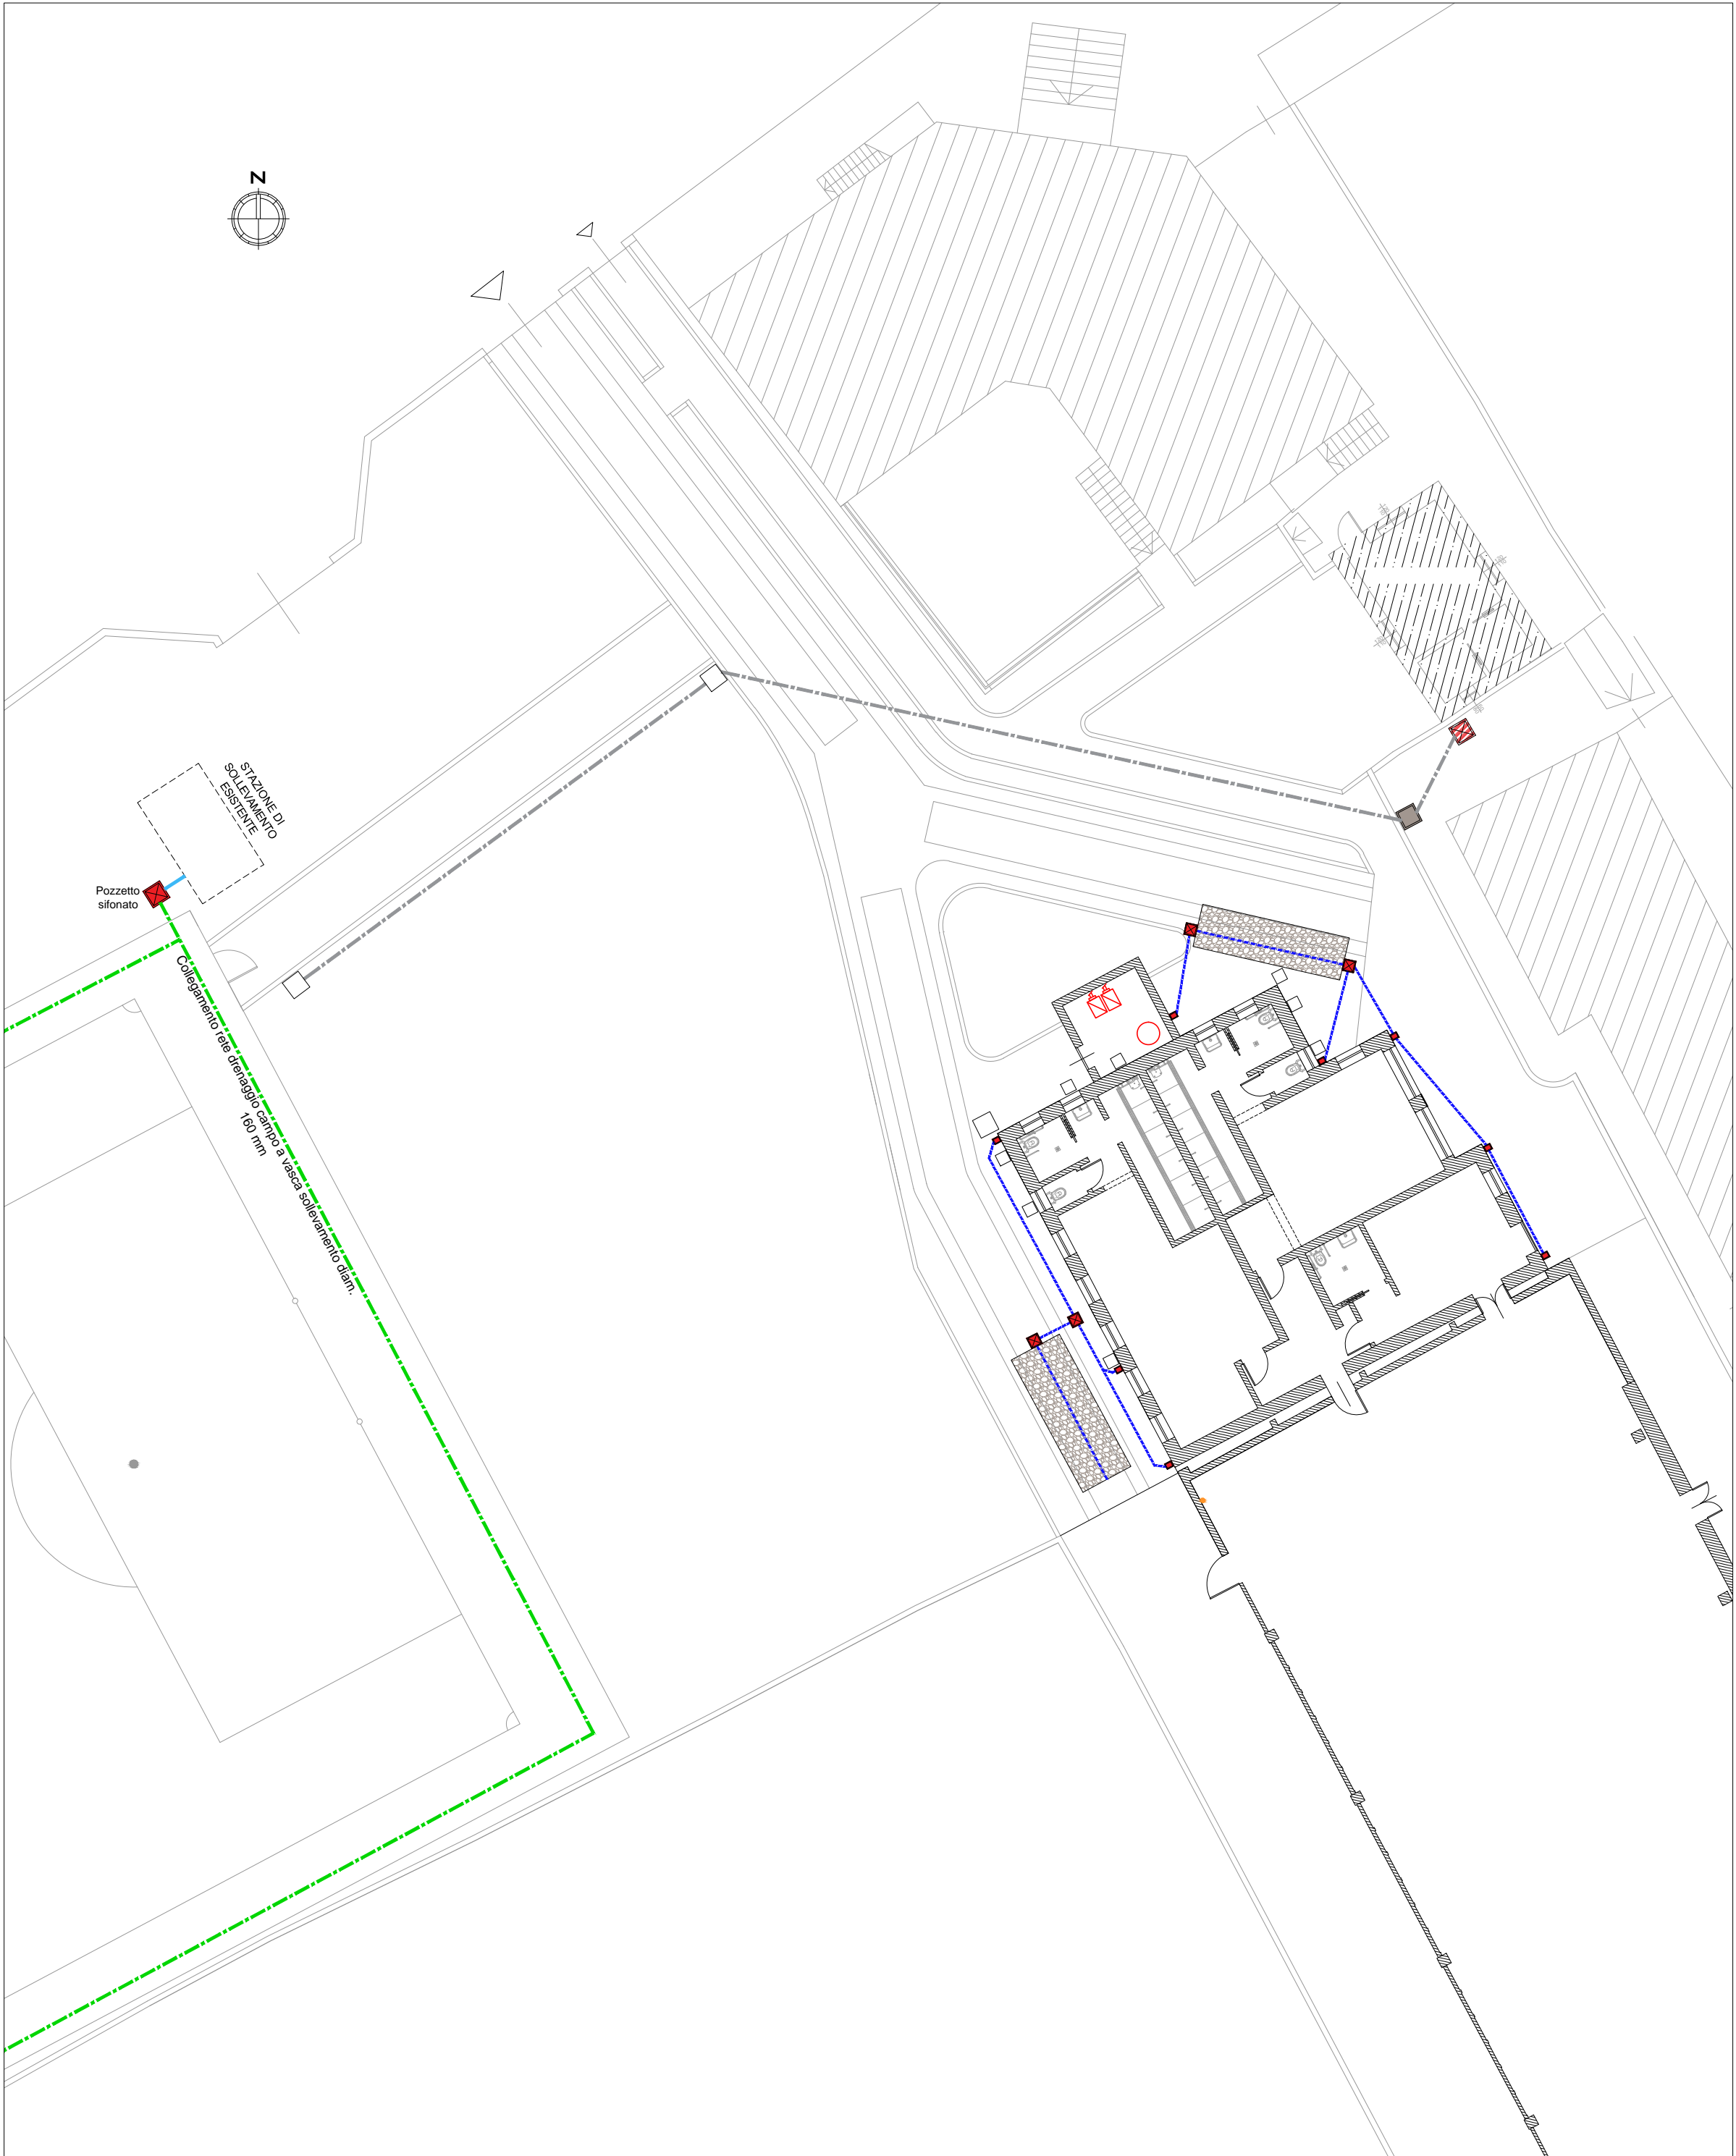 N
STAZIONE DI
SOLLEVAMENTO
ESISTENTE
Pozzetto
sifonato
Collegamento rete drenaggio campo a vasca sollevamento diam.
160 mm